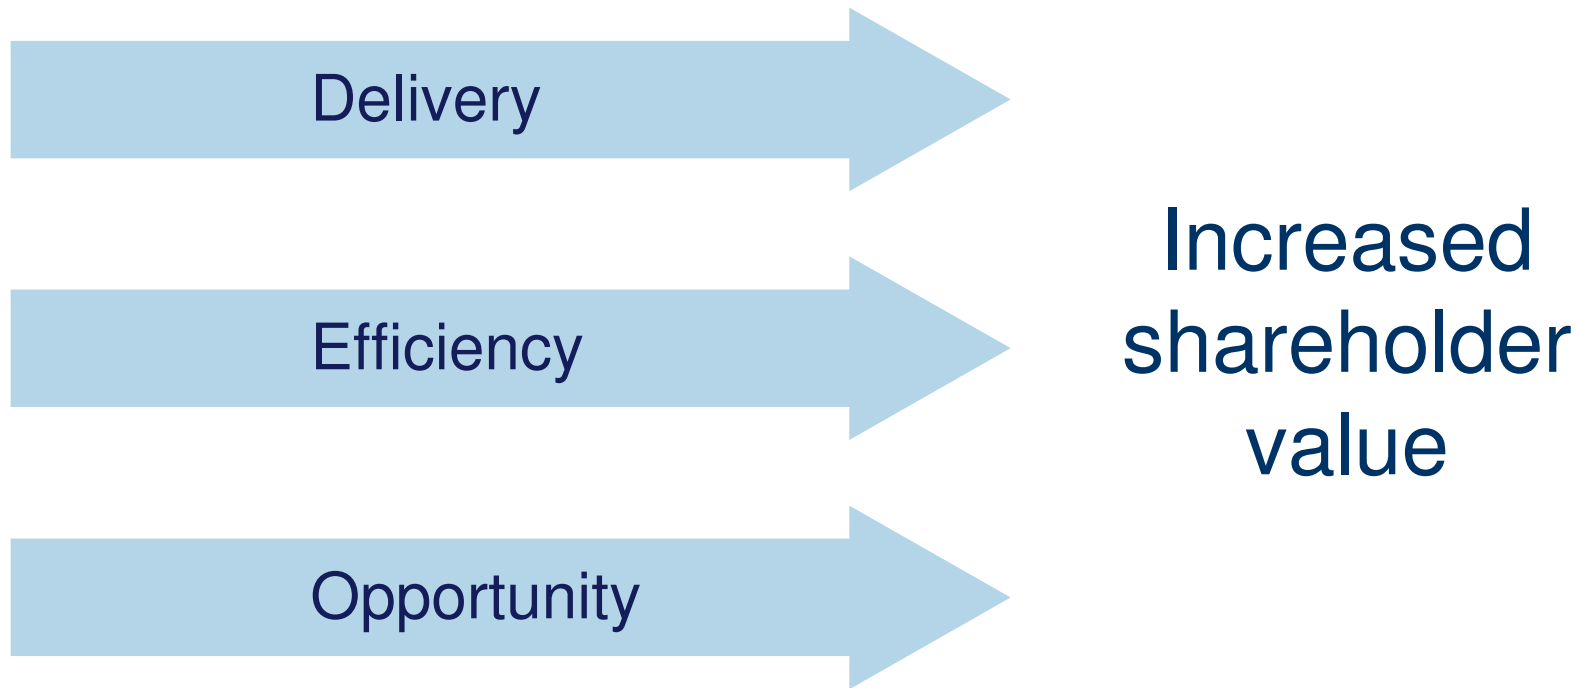 Delivery
Efficiency
Opportunity
Increased
shareholder
value